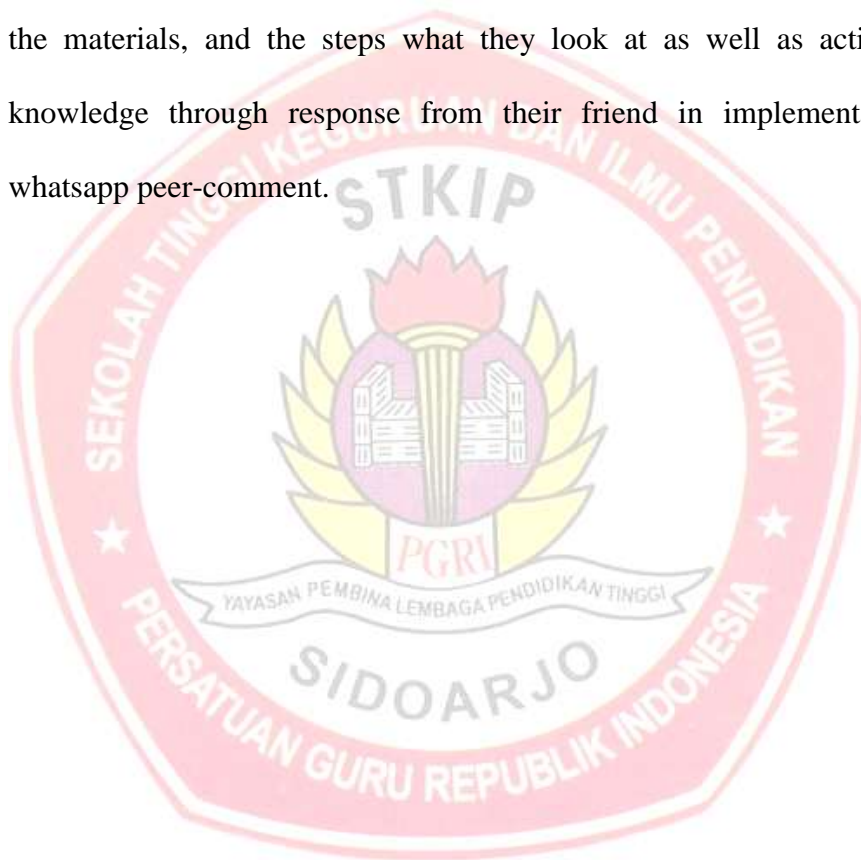 the materials, and the steps what they look at as well as acti
knowledge through response from their friend in implement
whatsapp peer-comment.
SEKOLAH TINGGI KEGURUAN DAN ILMU PENDIDIKAN
STKIP
PGRI
YAYASAN PEMBINA LEMBAGA PENDIDIKAN TINGGI
SIDOARJO
PERSATUAN GURU REPUBLIK INDONESIA